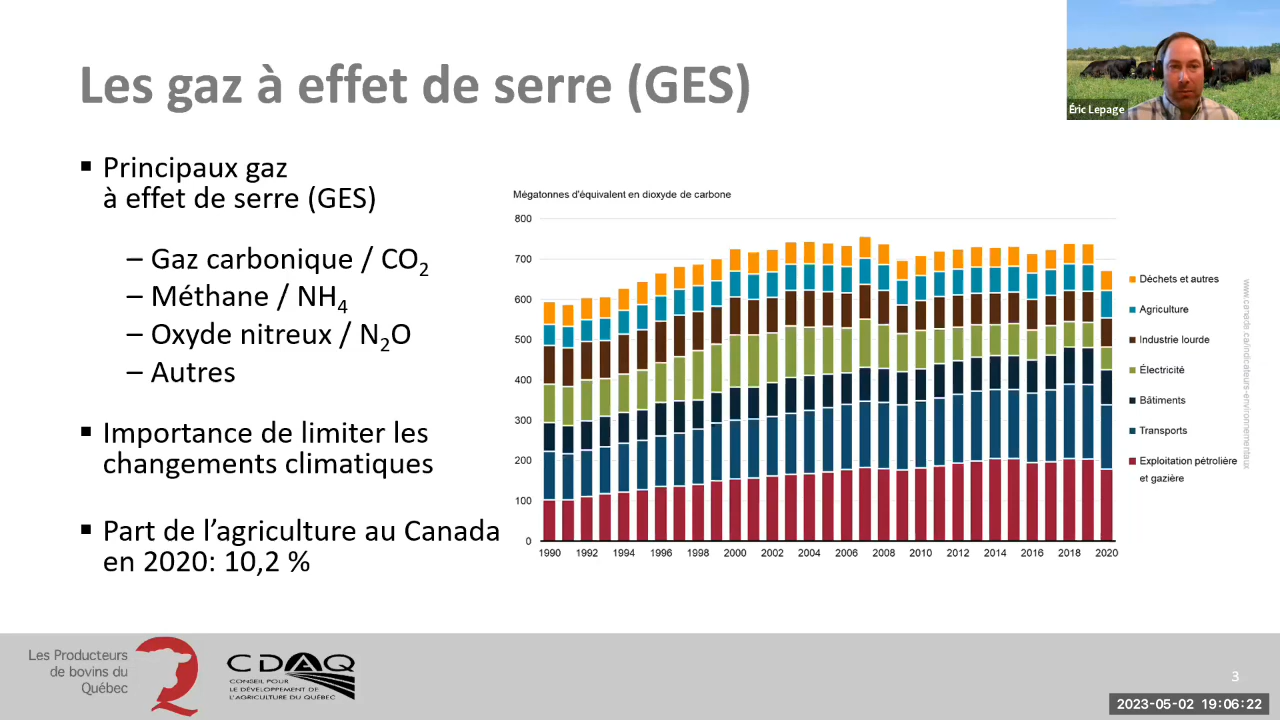 Les gaz à effet de serre (GES)
Éric Lepage
▪ Principaux gaz
à effet de serre (GES)
– Gaz carbonique / CO₂
– Méthane / NH₄
– Oxyde nitreux / N₂O
– Autres
▪ Importance de limiter les
changements climatiques
▪ Part de l’agriculture au Canada
en 2020: 10,2 %
Mégatonnes d'équivalent en dioxyde de carbone
800
700
600
500
400
300
200
100
0
1990 1992 1994 1996 1998 2000 2002 2004 2006 2008 2010 2012 2014 2016 2018 2020
Déchets et autres
Agriculture
Industrie lourde
Électricité
Bâtiments
Transports
Exploitation pétrolière
et gazière
www.canada.ca/indicateurs-environnementaux
Les Producteurs
de bovins du
Québec
CDAQ
CONSEIL POUR
LE DÉVELOPPEMENT DE
L'AGRICULTURE DU QUÉBEC
3
2023-05-02 19:06:22